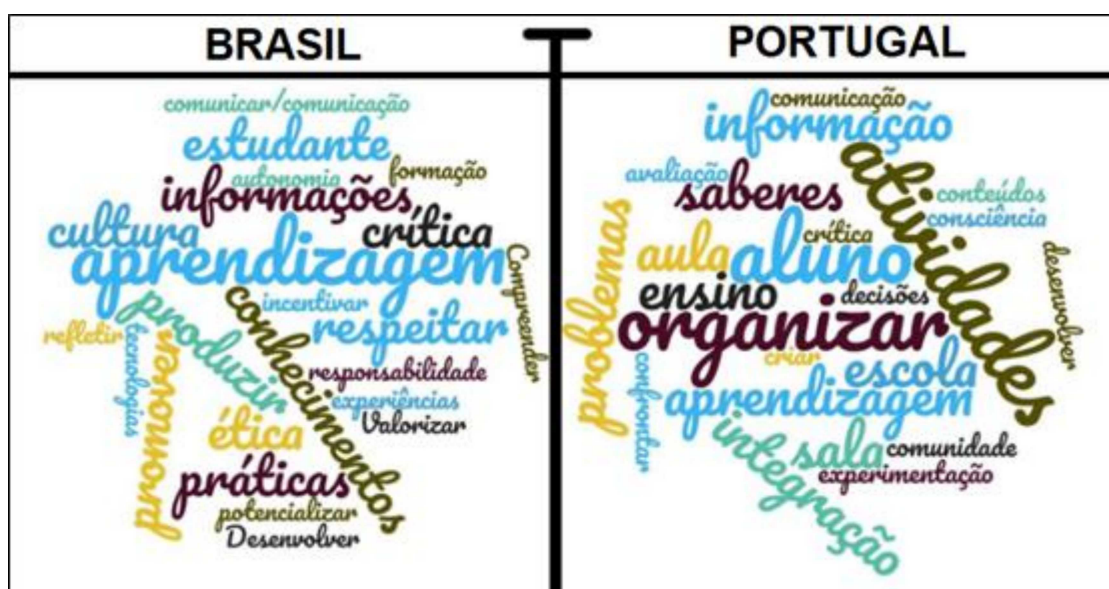 BRASIL
comunicar/comunicação
estudante
autonomia
formação
informações
cultura
crítica
aprendizagem
Compreender
incentivar
conhecimentos
produzir
respeitar
refletir
tecnologias
promover
responsabilidade
experiências
Valorizar
ética
práticas
potencializar
Desenvolver
PORTUGAL
comunicação
informação
atividades
avaliação
saberes
conteúdos
consciência
problemas
crítica
aula
aluno
desenvolver
ensino
decisões
organizar
criar
escola
confrontar
aprendizagem
integração
sala
comunidade
experimentação